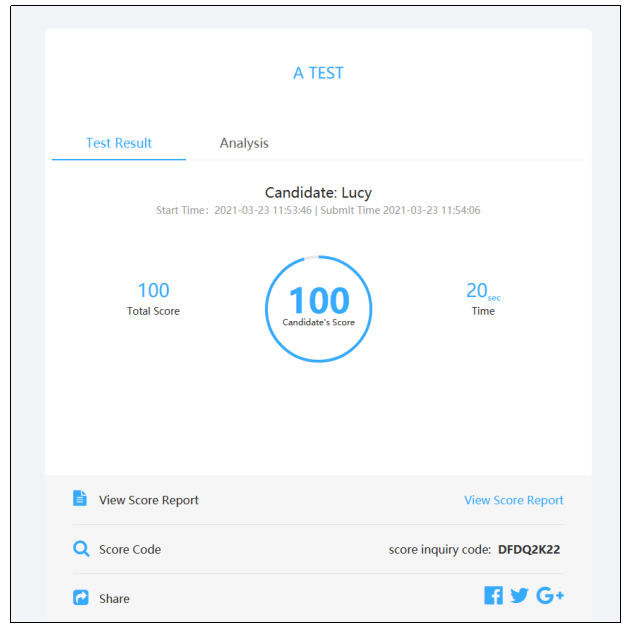 A TEST
Test Result Analysis
Candidate: Lucy
Start Time: 2021-03-23 11:53:46 | Submit Time 2021-03-23 11:54:06
100
Total Score
100
Candidate's Score
20sec
Time
View Score Report View Score Report
Score Code score inquiry code: DFDQ2K22
Share G+